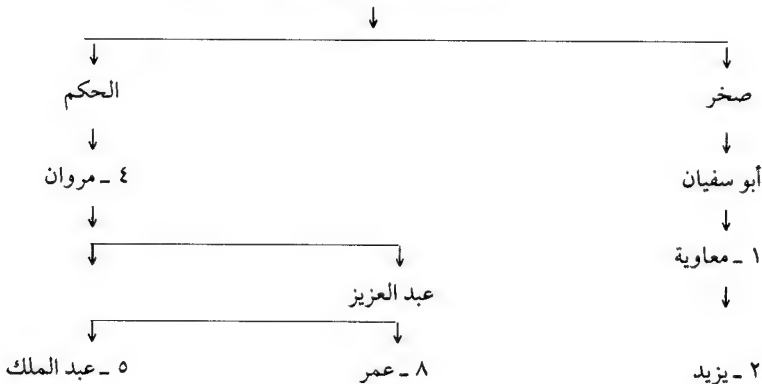 صخر الحكم
أبو سفيان ٤ ـ مروان
١ ـ معاوية
عبد العزيز
٢ ـ يزيد ٨ ـ عمر ٥ ـ عبد الملك